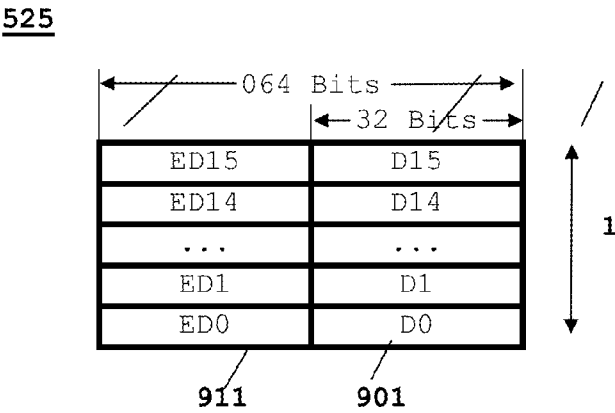 525
064 Bits
32 Bits
ED15 D15
ED14 D14
... ...
1
ED1 D1
ED0 D0
911 901